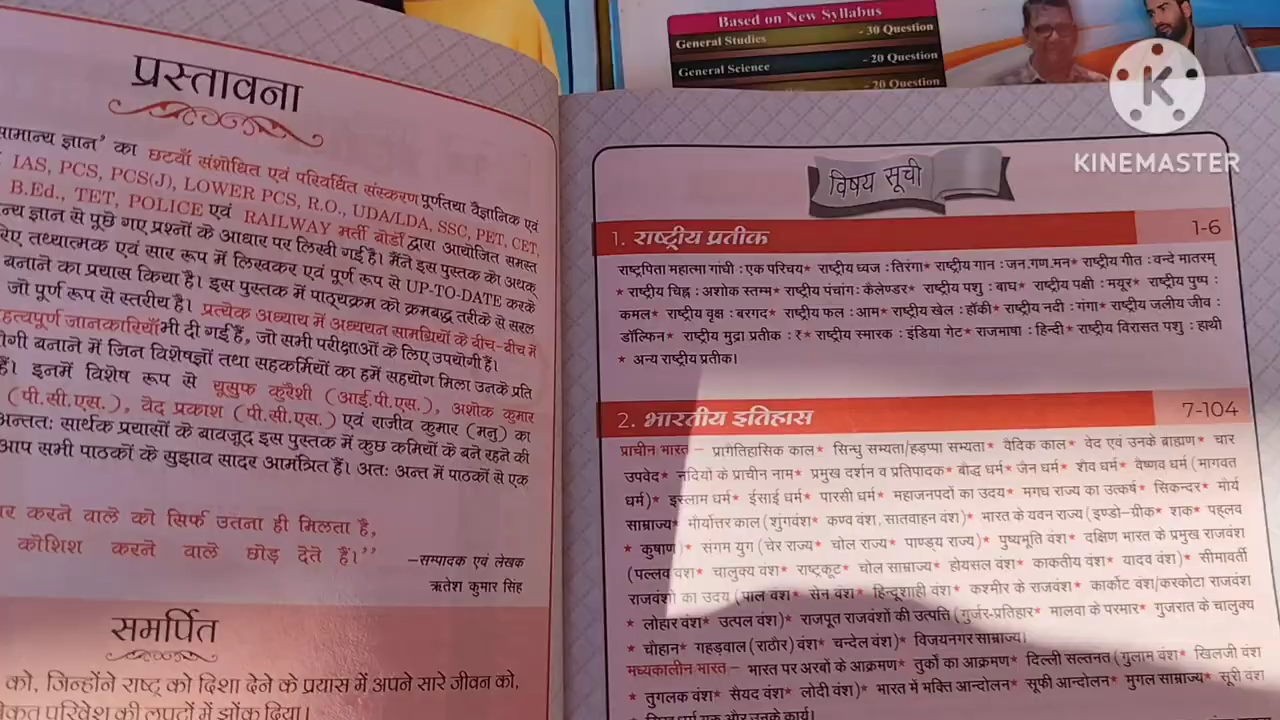 Based on New Syllabus
General Studies - 30 Question
General Science - 20 Question
- 20 Question
K
KINEMASTER
प्रस्तावना
सामान्य ज्ञान' का छटवाँ संशोधित एवं परिवर्धित संस्करण पूर्णतया वैज्ञानिक एवं
IAS, PCS, PCS(J), LOWER PCS, R.O., UDA/LDA, SSC, PET, CET,
B.Ed., TET, POLICE एवं RAILWAY भर्ती बोर्डों द्वारा आयोजित समस्त
न्य ज्ञान से पूछे गए प्रश्नों के आधार पर लिखी गई है। मैंने इस पुस्तक को अथक्
रिए तथ्यात्मक एवं सार रूप में लिखकर एवं पूर्ण रूप से UP-TO-DATE करके
बनाने का प्रयास किया है। इस पुस्तक में पाठ्यक्रम को क्रमबद्ध तरीके से सरल
जो पूर्ण रूप से स्तरीय है। प्रत्येक अध्याय में अध्ययन सामग्रियों के बीच-बीच में
हत्वपूर्ण जानकारियाँ भी दी गई हैं, जो सभी परीक्षाओं के लिए उपयोगी हैं।
ोगी बनाने में जिन विशेषज्ञों तथा सहकर्मियों का हमें सहयोग मिला उनके प्रति
हैं। इनमें विशेष रूप से यूसुफ कुरैशी (आई.पी.एस.), अशोक कुमार
(पी.सी.एस.), वेद प्रकाश (पी.सी.एस.) एवं राजीव कुमार (मनु) का
अन्ततः सार्थक प्रयासों के बावजूद इस पुस्तक में कुछ कमियों के बने रहने की
आप सभी पाठकों के सुझाव सादर आमंत्रित हैं। अतः अन्त में पाठकों से एक
र करने वाले को सिर्फ उतना ही मिलता है,
कोशिश करने वाले छोड़ देते हैं।”
–सम्पादक एवं लेखक
ऋतेश कुमार सिंह
समर्पित
को, जिन्होंने राष्ट्र को दिशा देने के प्रयास में अपने सारे जीवन को,
परिवेश की लपटों में झोंक दिया।
विषय सूची
1. राष्ट्रीय प्रतीक 1-6
राष्ट्रपिता महात्मा गांधी : एक परिचय★ राष्ट्रीय ध्वज : तिरंगा★ राष्ट्रीय गान : जन.गण.मन★ राष्ट्रीय गीत : वन्दे मातरम्
★ राष्ट्रीय चिह्न : अशोक स्तम्भ★ राष्ट्रीय पंचांग : कैलेण्डर★ राष्ट्रीय पशु : बाघ★ राष्ट्रीय पक्षी : मयूर★ राष्ट्रीय पुष्प :
कमल★ राष्ट्रीय वृक्ष : बरगद★ राष्ट्रीय फल : आम★ राष्ट्रीय खेल : हॉकी★ राष्ट्रीय नदी : गंगा★ राष्ट्रीय जलीय जीव :
डॉल्फिन★ राष्ट्रीय मुद्रा प्रतीक : ₹★ राष्ट्रीय स्मारक : इंडिया गेट★ राजभाषा : हिन्दी★ राष्ट्रीय विरासत पशु : हाथी
★ अन्य राष्ट्रीय प्रतीक।
2. भारतीय इतिहास 7-104
प्राचीन भारत– प्रागैतिहासिक काल★ सिन्धु सभ्यता/हड़प्पा सभ्यता★ वैदिक काल★ वेद एवं उनके ब्राह्मण★ चार
उपवेद★ नदियों के प्राचीन नाम★ प्रमुख दर्शन व प्रतिपादक★ बौद्ध धर्म★ जैन धर्म★ शैव धर्म★ वैष्णव धर्म (भागवत
धर्म)★ इस्लाम धर्म★ ईसाई धर्म★ पारसी धर्म★ महाजनपदों का उदय★ मगध राज्य का उत्कर्ष★ सिकन्दर★ मौर्य
साम्राज्य★ मौर्योत्तर काल (शुंगवंश★ कण्व वंश, सातवाहन वंश)★ भारत के यवन राज्य (इण्डो-ग्रीक★ शक★ पहलव
★ कुषाण)★ संगम युग (चेर राज्य★ चोल राज्य★ पाण्ड्य राज्य)★ पुष्यभूति वंश★ दक्षिण भारत के प्रमुख राजवंश
(पल्लव वंश★ चालुक्य वंश★ राष्ट्रकूट★ चोल साम्राज्य★ होयसल वंश★ काकतीय वंश★ यादव वंश)★ सीमावर्ती
राजवंशों का उदय (पाल वंश★ सेन वंश★ हिन्दूशाही वंश★ कश्मीर के राजवंश★ कार्कोट वंश/करकोटा राजवंश
★ लोहार वंश★ उत्पल वंश)★ राजपूत राजवंशों की उत्पत्ति (गुर्जर-प्रतिहार★ मालवा के परमार★ गुजरात के चालुक्य
★ चौहान★ गहड़वाल (राठौर) वंश★ चन्देल वंश)★ विजयनगर साम्राज्य।
मध्यकालीन भारत– भारत पर अरबों के आक्रमण★ तुर्कों का आक्रमण★ दिल्ली सल्तनत (गुलाम वंश★ खिलजी वंश
★ तुगलक वंश★ सैयद वंश★ लोदी वंश)★ भारत में भक्ति आन्दोलन★ सूफी आन्दोलन★ मुगल साम्राज्य★ सूरी वंश
और उनके कार्य।